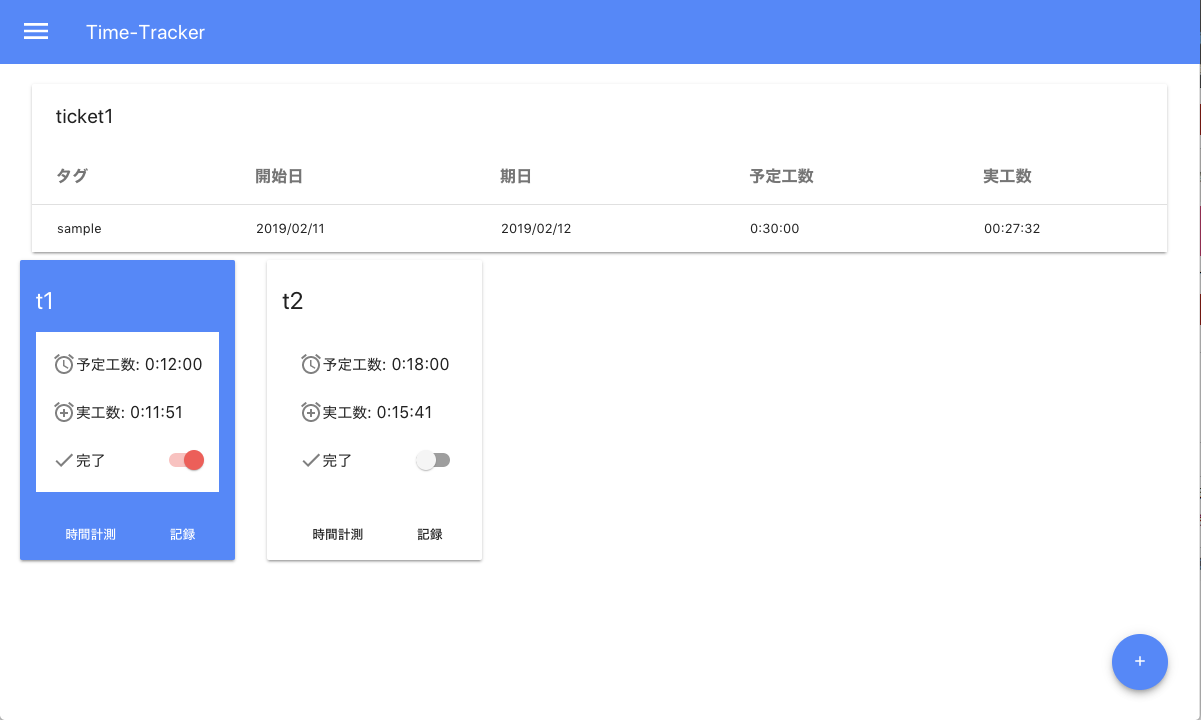 Time-Tracker
ticket1
タグ 開始日 期日 予定工数 実工数
sample 2019/02/11 2019/02/12 0:30:00 00:27:32
t1
予定工数: 0:12:00
実工数: 0:11:51
完了
時間計測 記録
t2
予定工数: 0:18:00
実工数: 0:15:41
完了
時間計測 記録
+